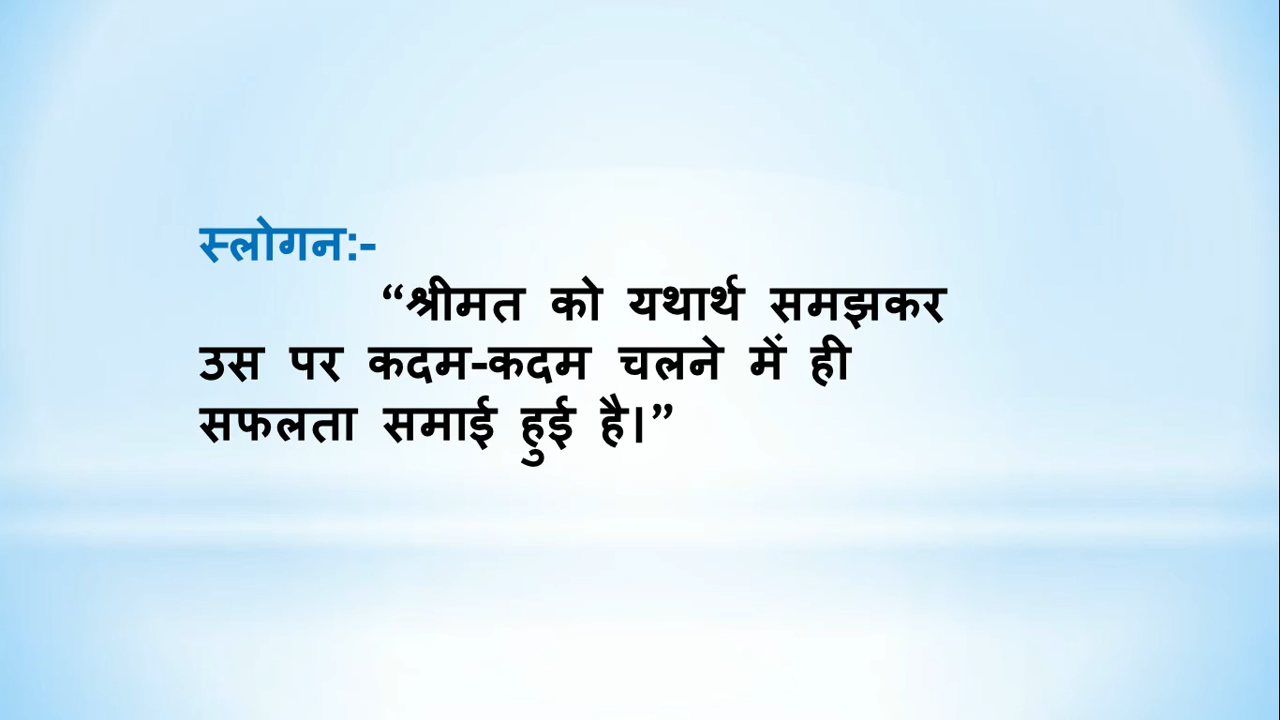 स्लोगन:-
“श्रीमत को यथार्थ समझकर
उस पर कदम-कदम चलने में ही
सफलता समाई हुई है।”